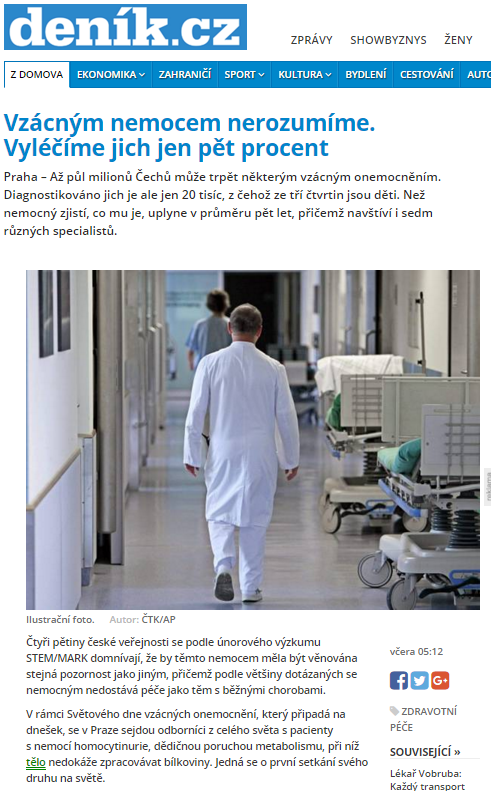 deník.cz
ZPRÁVY SHOWBYZNYS ŽENY
Z DOMOVA EKONOMIKA ZAHRANIČÍ SPORT KULTURA BYDLENÍ CESTOVÁNÍ AUTO
Vzácným nemocem nerozumíme.
Vyléčíme jich jen pět procent
Praha – Až půl milionů Čechů může trpět některým vzácným onemocněním.
Diagnostikováno jich je ale jen 20 tisíc, z čehož ze tří čtvrtin jsou děti. Než
nemocný zjistí, co mu je, uplyne v průměru pět let, přičemž navštíví i sedm
různých specialistů.
reklama
Ilustrační foto. Autor: ČTK/AP
Čtyři pětiny české veřejnosti se podle únorového výzkumu
STEM/MARK domnívají, že by těmto nemocem měla být věnována
stejná pozornost jako jiným, přičemž podle většiny dotázaných se
nemocným nedostává péče jako těm s běžnými chorobami.
V rámci Světového dne vzácných onemocnění, který připadá na
dnešek, se v Praze sejdou odborníci z celého světa s pacienty
s nemocí homocytinurie, dědičnou poruchou metabolismu, při níž
tělo nedokáže zpracovávat bílkoviny. Jedná se o první setkání svého
druhu na světě.
včera 05:12
f G+
ZDRAVOTNÍ
PÉČE
SOUVISEJÍCÍ »
Lékař Vobruba:
Každý transport